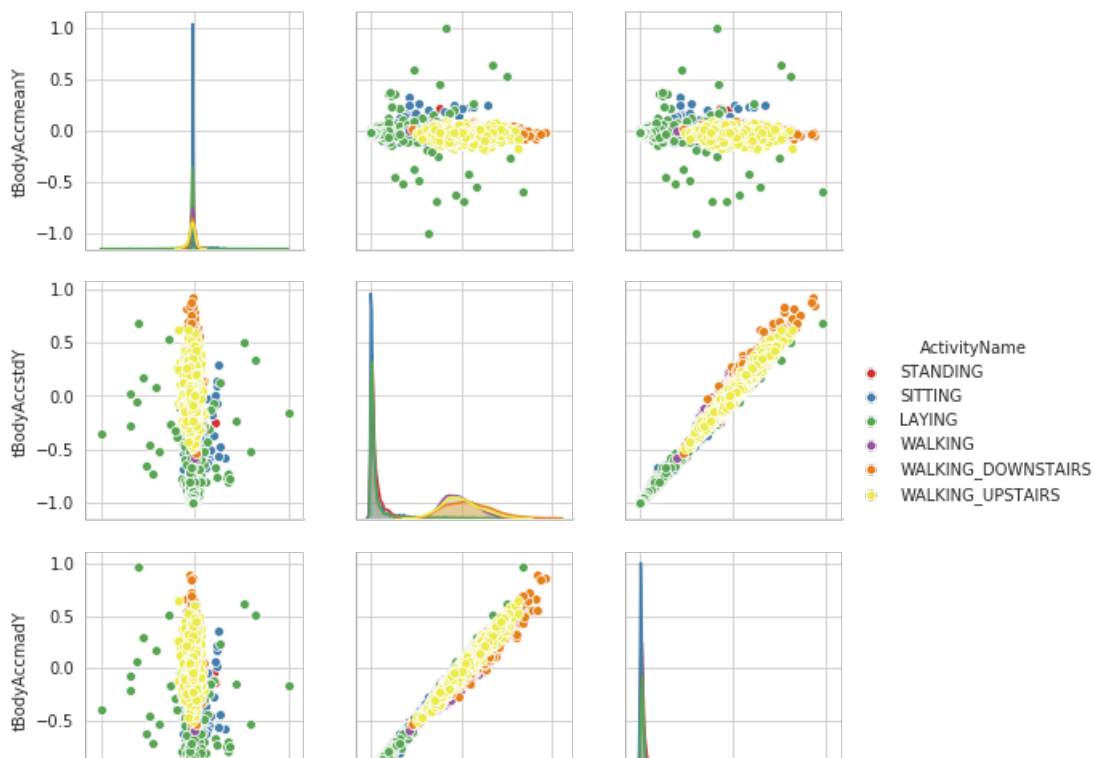 1.0
0.5
0.0
−0.5
−1.0
tBodyAccmeanY
1.0
0.5
0.0
−0.5
−1.0
tBodyAccstdY
ActivityName
STANDING
SITTING
LAYING
WALKING
WALKING_DOWNSTAIRS
WALKING_UPSTAIRS
1.0
0.5
0.0
−0.5
tBodyAccmadY